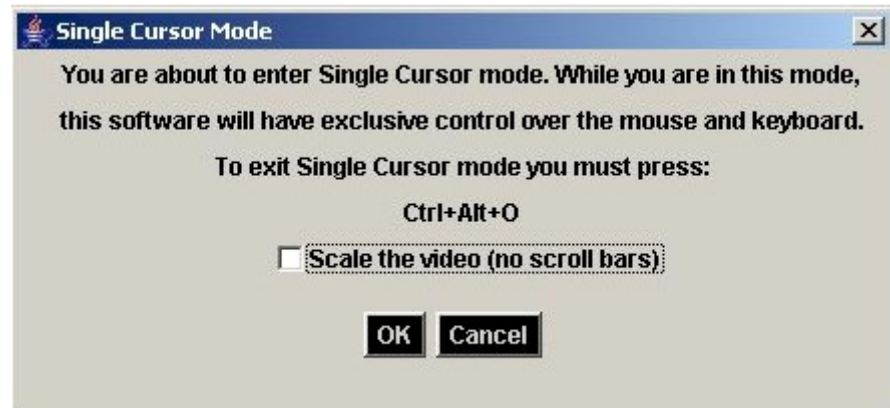 Single Cursor Mode
You are about to enter Single Cursor mode. While you are in this mode,
this software will have exclusive control over the mouse and keyboard.
To exit Single Cursor mode you must press:
Ctrl+Alt+O
Scale the video (no scroll bars)
OK Cancel